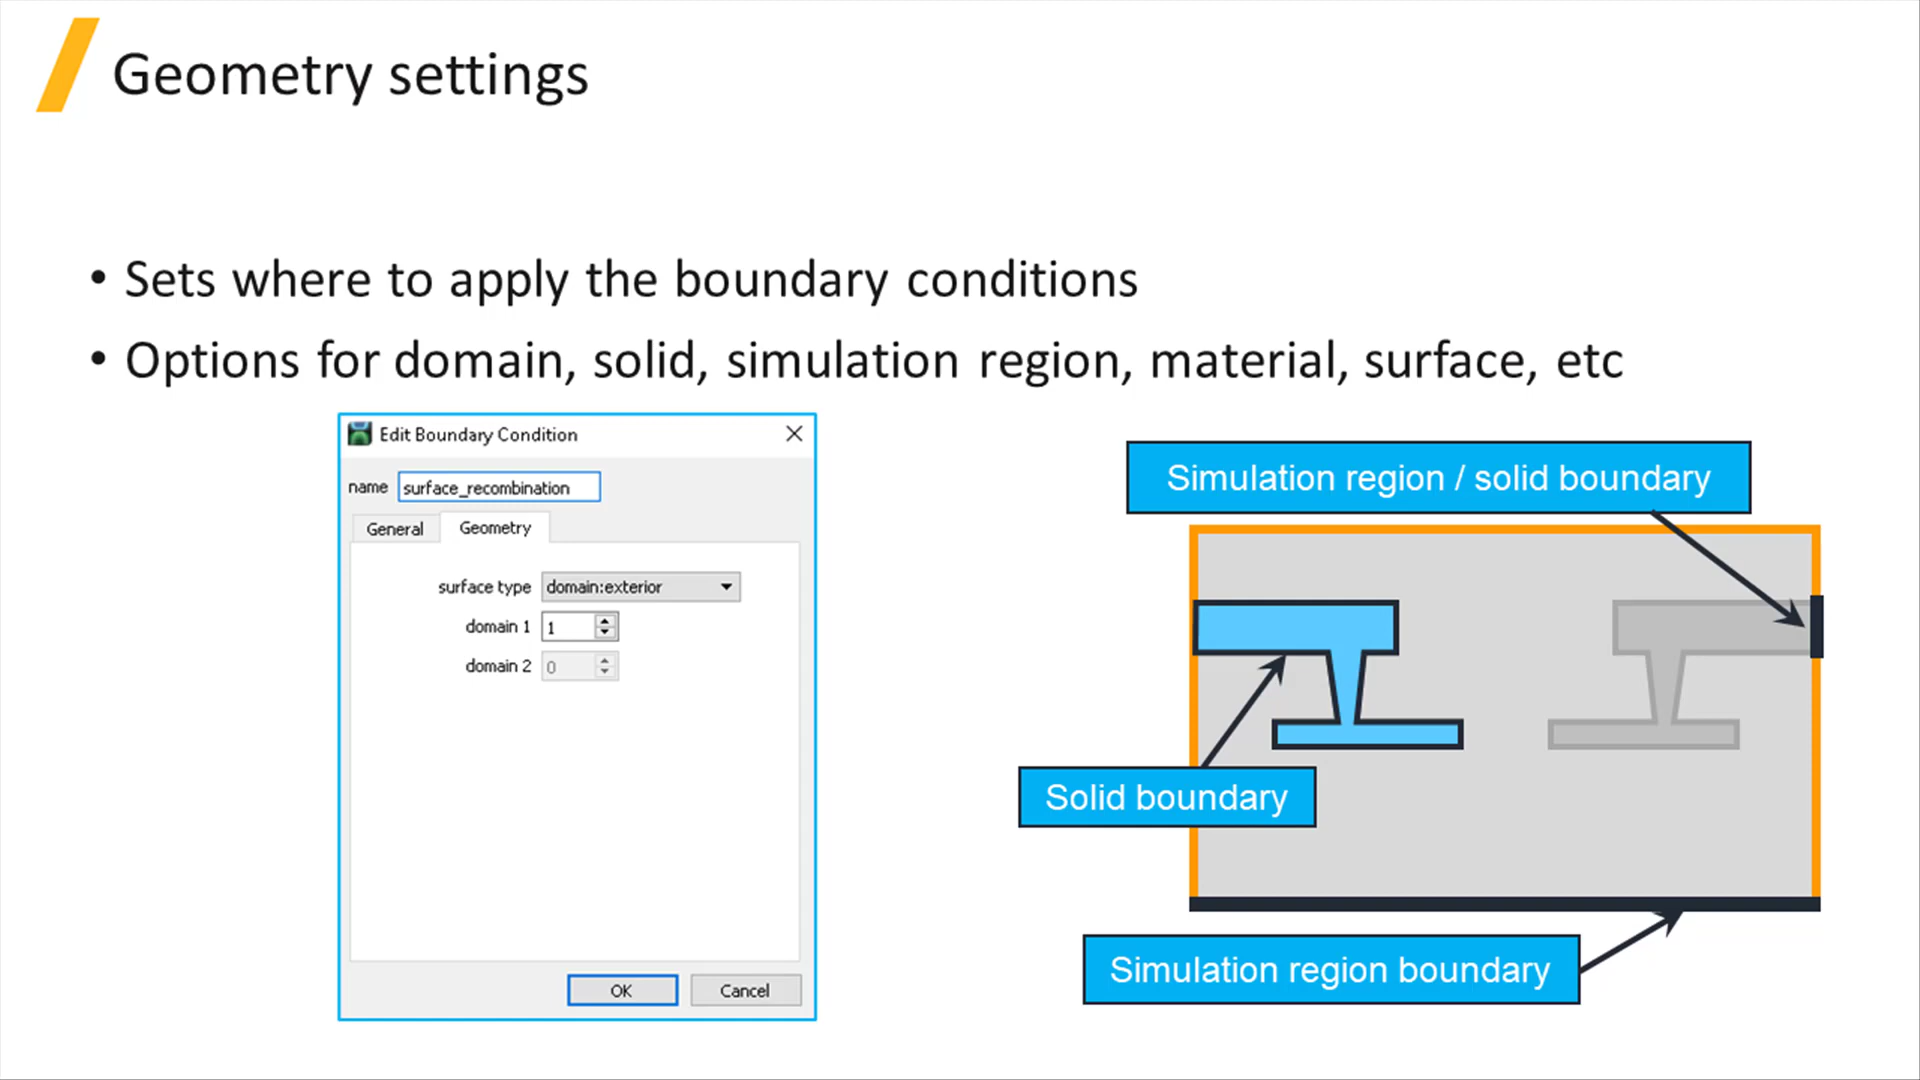 Geometry settings
• Sets where to apply the boundary conditions
• Options for domain, solid, simulation region, material, surface, etc
Edit Boundary Condition
name surface_recombination
General Geometry
surface type domain:exterior
domain 1 1
domain 2 0
OK Cancel
Simulation region / solid boundary
Solid boundary
Simulation region boundary